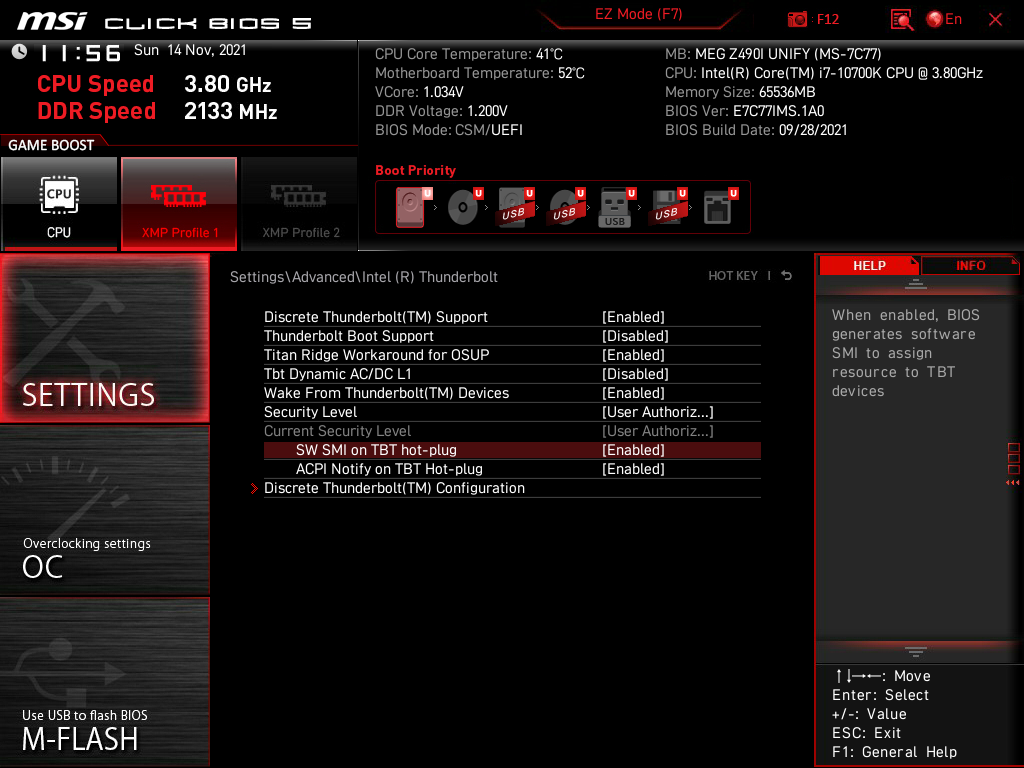 msi CLICK BIOS 5
EZ Mode (F7)
: F12
En
11:56 Sun 14 Nov, 2021
CPU Speed 3.80 GHz
DDR Speed 2133 MHz
CPU Core Temperature: 41°C
Motherboard Temperature: 52°C
VCore: 1.034V
DDR Voltage: 1.200V
BIOS Mode: CSM/UEFI
MB: MEG Z490I UNIFY (MS-7C77)
CPU: Intel(R) Core(TM) i7-10700K CPU @ 3.80GHz
Memory Size: 65536MB
BIOS Ver: E7C77IMS.1A0
BIOS Build Date: 09/28/2021
GAME BOOST
CPU
CPU
XMP Profile 1
XMP Profile 2
Boot Priority
U U U U U U U
USB USB USB USB
SETTINGS
Overclocking settings
OC
Use USB to flash BIOS
M-FLASH
Settings\Advanced\Intel (R) Thunderbolt
HOT KEY |
Discrete Thunderbolt(TM) Support [Enabled]
Thunderbolt Boot Support [Disabled]
Titan Ridge Workaround for OSUP [Enabled]
Tbt Dynamic AC/DC L1 [Disabled]
Wake From Thunderbolt(TM) Devices [Enabled]
Security Level [User Authoriz...]
Current Security Level [User Authoriz...]
SW SMI on TBT hot-plug [Enabled]
ACPI Notify on TBT Hot-plug [Enabled]
> Discrete Thunderbolt(TM) Configuration
HELP
INFO
When enabled, BIOS
generates software
SMI to assign
resource to TBT
devices
↑↓→←: Move
Enter: Select
+/-: Value
ESC: Exit
F1: General Help